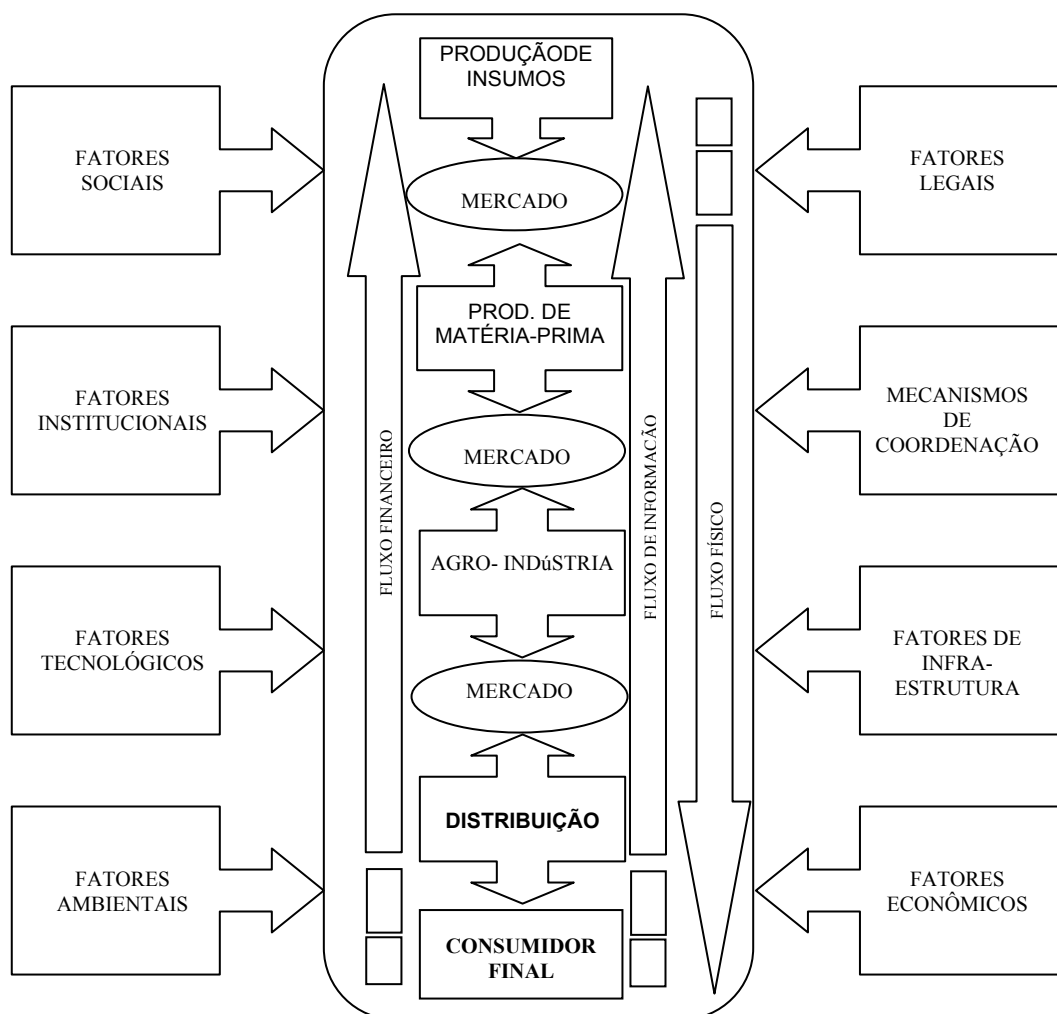 PRODUÇÃODE
INSUMOS
MERCADO
PROD. DE
MATÉRIA-PRIMA
MERCADO
AGRO- INDúSTRIA
MERCADO
DISTRIBUIÇÃO
CONSUMIDOR
FINAL
FLUXO FINANCEIRO
FLUXO DE INFORMAÇÃO
FLUXO FÍSICO
FATORES
SOCIAIS
FATORES
INSTITUCIONAIS
FATORES
TECNOLÓGICOS
FATORES
AMBIENTAIS
FATORES
LEGAIS
MECANISMOS
DE
COORDENAÇÃO
FATORES DE
INFRA-
ESTRUTURA
FATORES
ECONÔMICOS